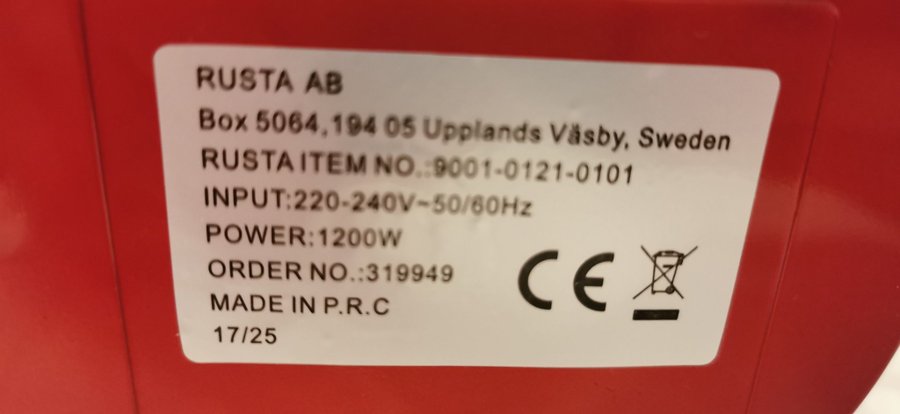 RUSTA AB
Box 5064,194 05 Upplands Väsby, Sweden
RUSTA ITEM NO.:9001-0121-0101
INPUT:220-240V~50/60Hz
POWER:1200W
ORDER NO.:319949
MADE IN P.R.C
17/25
CE